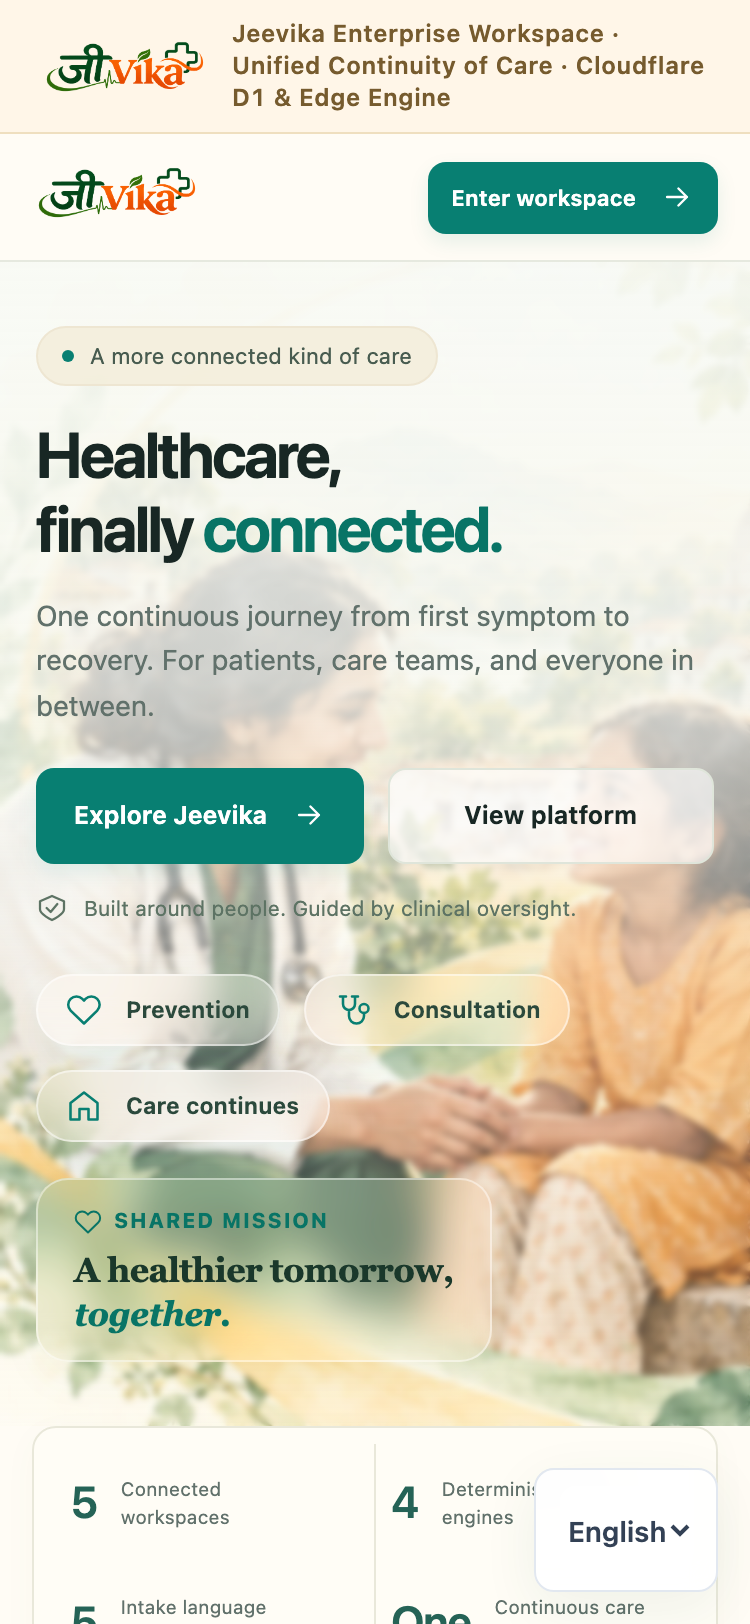 जीvika
Jeevika Enterprise Workspace ·
Unified Continuity of Care · Cloudflare
D1 & Edge Engine
जीvika
Enter workspace
A more connected kind of care
Healthcare,
finally connected.
One continuous journey from first symptom to
recovery. For patients, care teams, and everyone in
between.
Explore Jeevika
View platform
Built around people. Guided by clinical oversight.
Prevention
Consultation
Care continues
SHARED MISSION
A healthier tomorrow,
together.
5 Connected
workspaces
4
engines
English
5 Intake language
One Continuous care